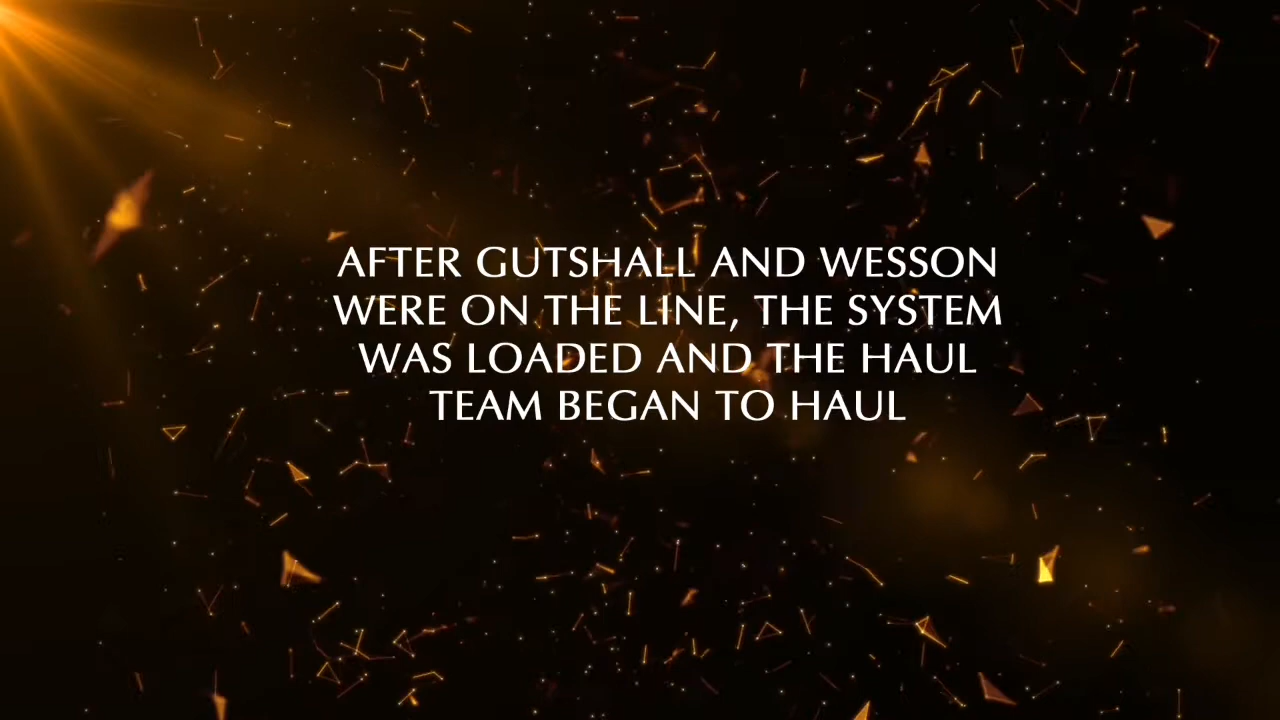 AFTER GUTSHALL AND WESSON
WERE ON THE LINE, THE SYSTEM
WAS LOADED AND THE HAUL
TEAM BEGAN TO HAUL